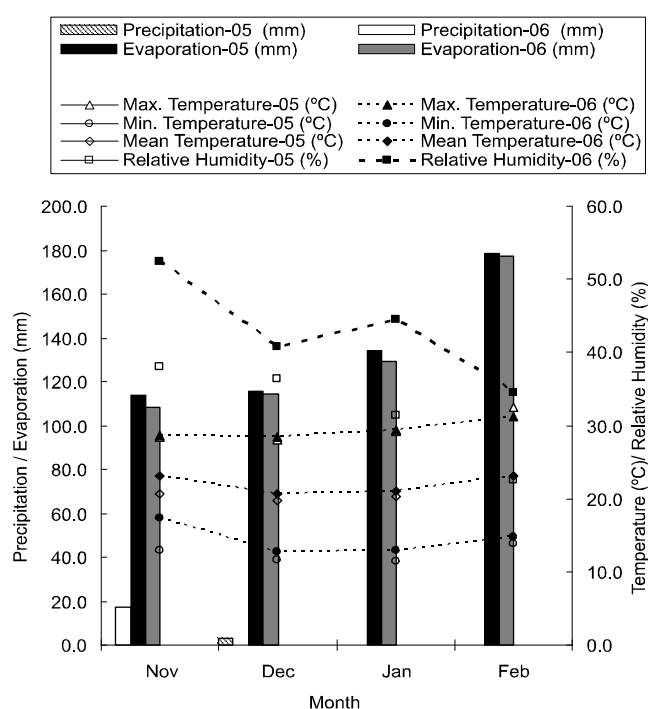 Precipitation-05 (mm) Precipitation-06 (mm)
Evaporation-05 (mm) Evaporation-06 (mm)
Max. Temperature-05 (ºC) Max. Temperature-06 (ºC)
Min. Temperature-05 (ºC) Min. Temperature-06 (ºC)
Mean Temperature-05 (ºC) Mean Temperature-06 (ºC)
Relative Humidity-05 (%) Relative Humidity-06 (%)
Precipitation / Evaporation (mm)
200.0
180.0
160.0
140.0
120.0
100.0
80.0
60.0
40.0
20.0
0.0
60.0
50.0
40.0
30.0
20.0
10.0
0.0
Temperature (ºC)/ Relative Humidity (%)
Nov Dec Jan Feb
Month